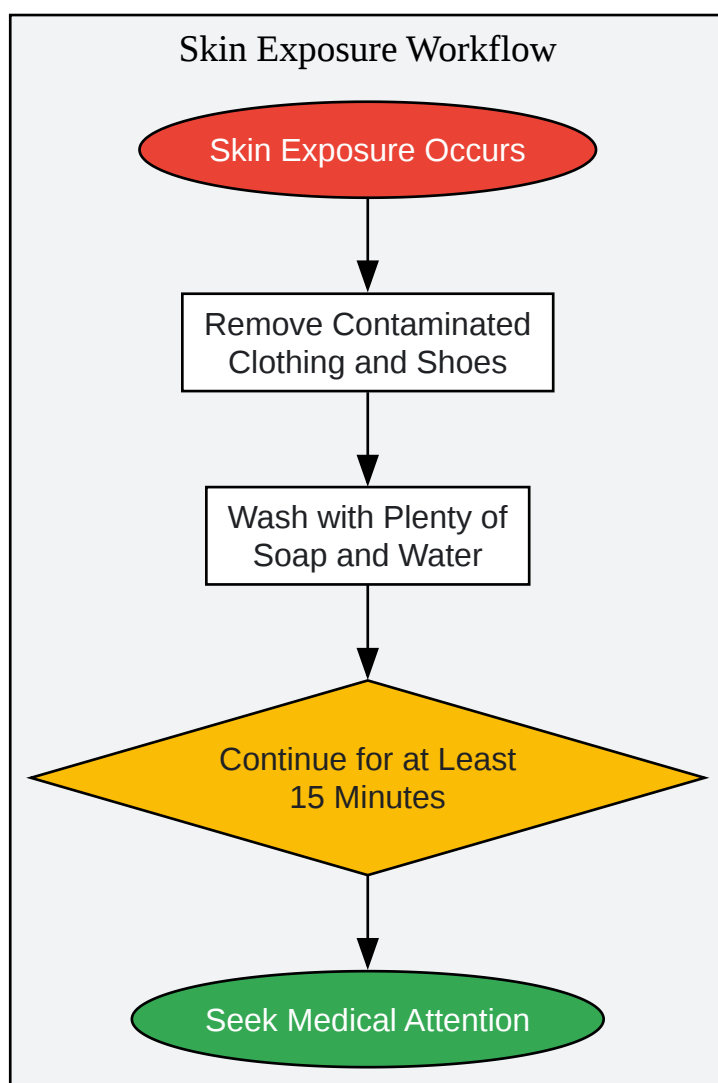 Skin Exposure Workflow
Skin Exposure Occurs
Remove Contaminated
Clothing and Shoes
Wash with Plenty of
Soap and Water
Continue for at Least
15 Minutes
Seek Medical Attention